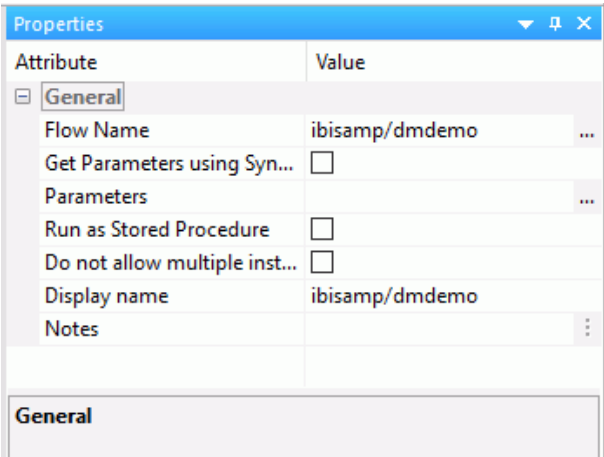 Properties
Attribute Value
General
Flow Name ibisamp/dmdemo ...
Get Parameters using Syn...
Parameters ...
Run as Stored Procedure
Do not allow multiple inst...
Display name ibisamp/dmdemo
Notes
General